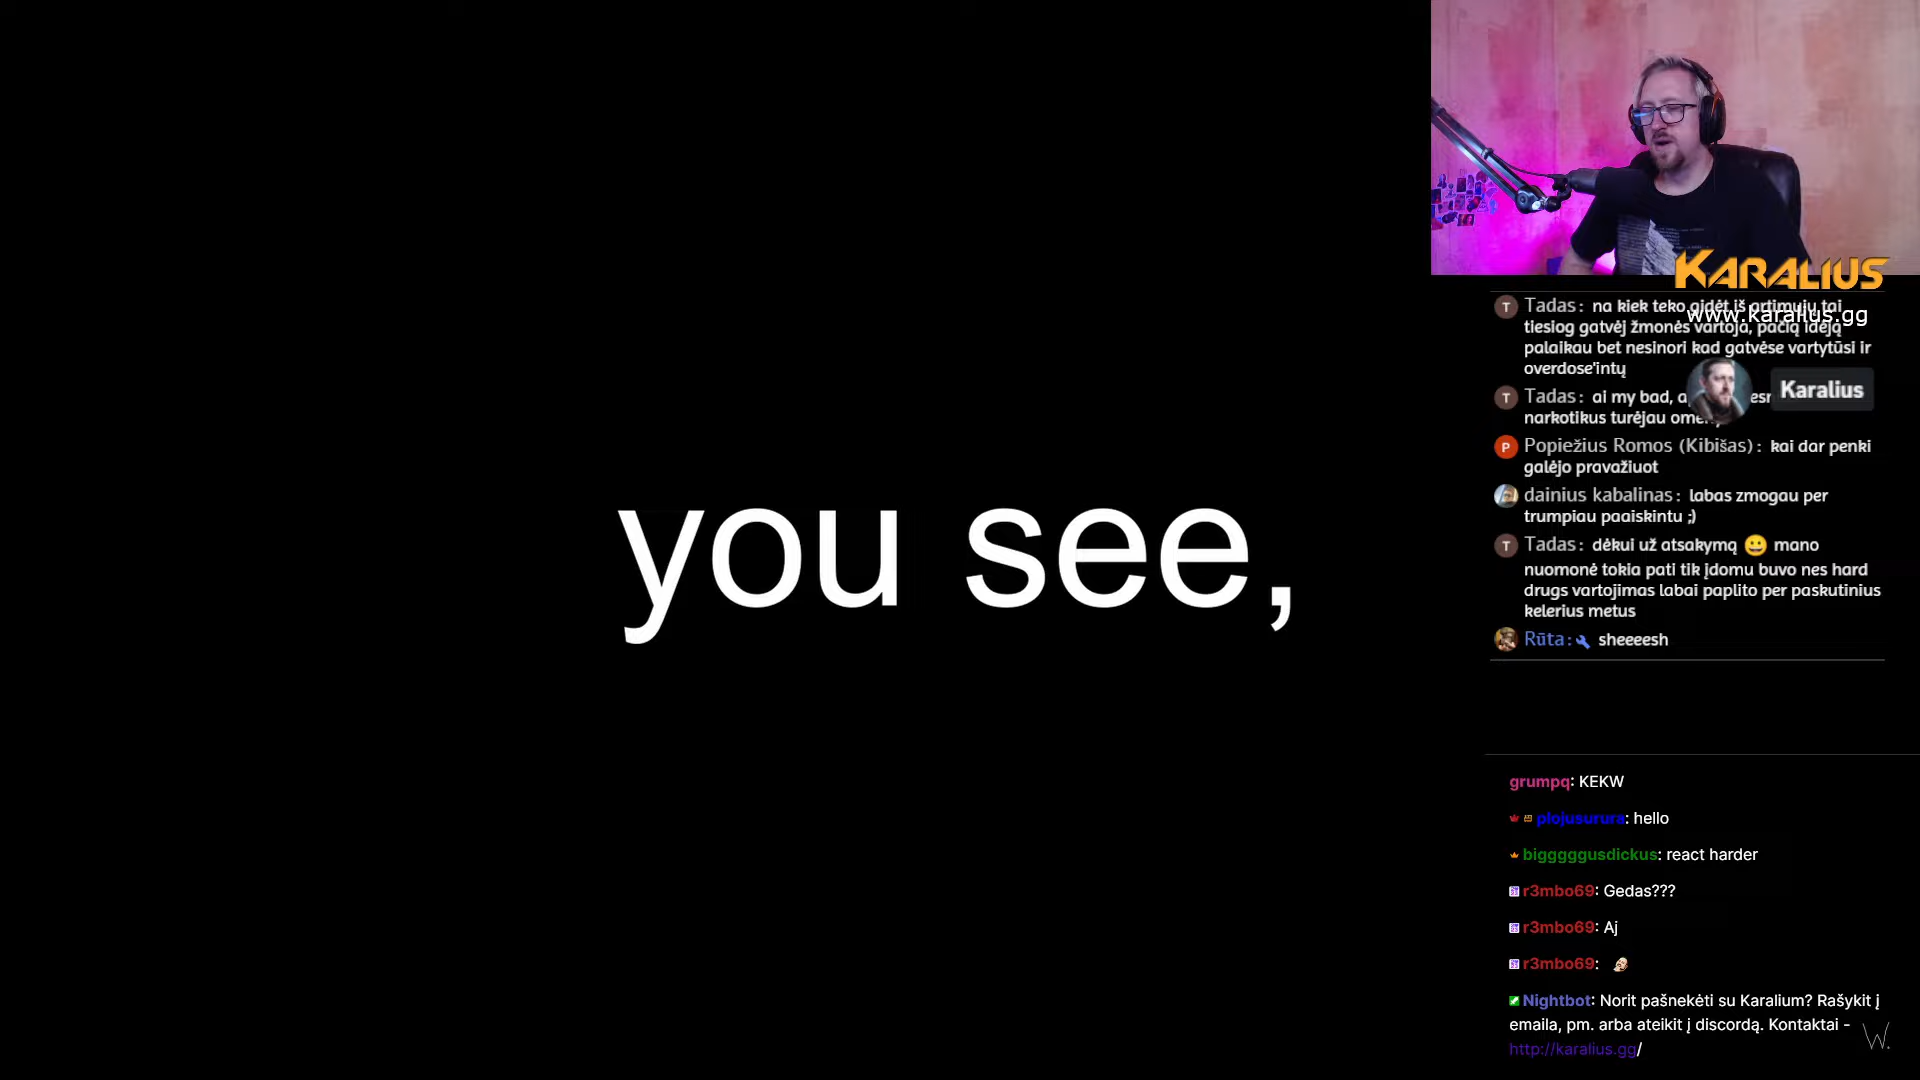 you see,
KARALIUS
www.karalius.gg
T Tadas: na kiek teko girdėt iš artimųjų tai
tiesiog gatvėj žmonės vartoja, pačią idėją
palaikau bet nesinori kad gatvėse vartytūsi ir
overdose'intų
Karalius
T Tadas: ai my bad,
narkotikus turėjau
P Popiežius Romos (Kibišas): kai dar penki
galėjo pravažiuot
dainius kabalinas: labas zmogau per
trumpiau paaiskintu ;)
T Tadas: dėkui už atsakymą 😀 mano
nuomonė tokia pati tik įdomu buvo nes hard
drugs vartojimas labai paplito per paskutinius
kelerius metus
Rūta: sheeeesh
grumpq: KEKW
plojusurura: hello
bigggggusdickus: react harder
r3mbo69: Gedas???
r3mbo69: Aj
r3mbo69:
Nightbot: Norit pašnekėti su Karalium? Rašykit į
emaila, pm. arba ateikit į discordą. Kontaktai -
http://karalius.gg/
W.